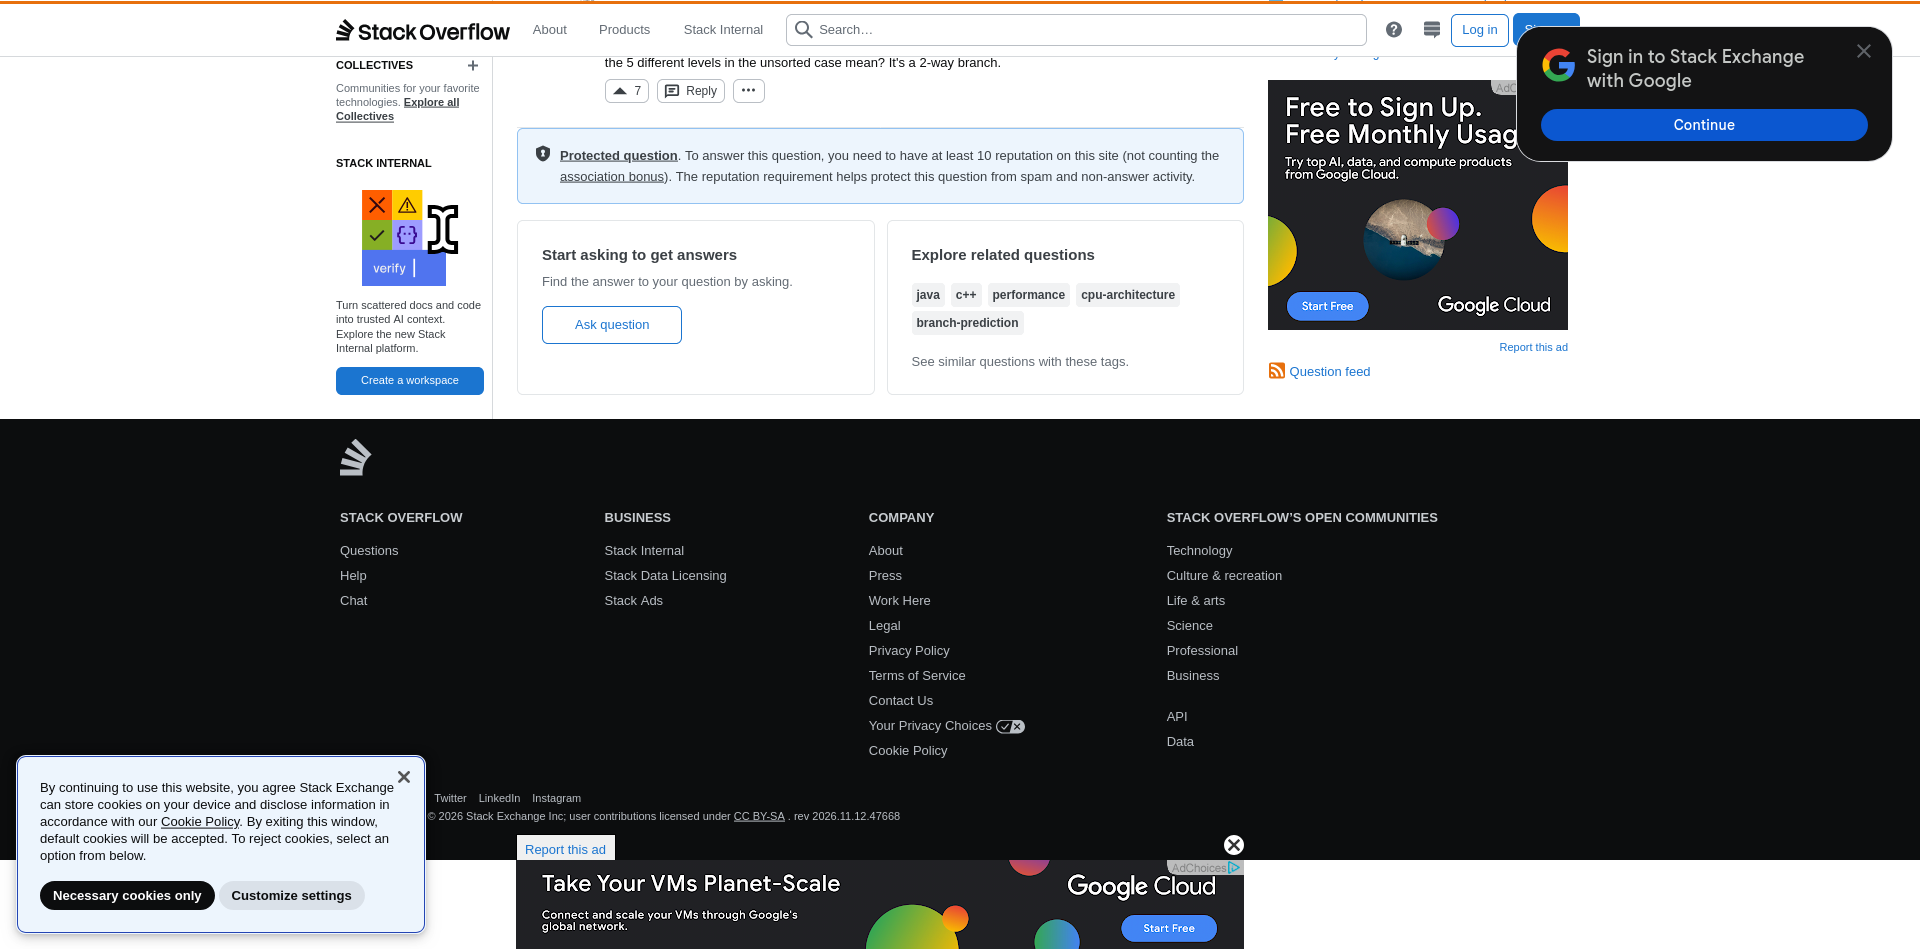 Stack Overflow
About
Products
Stack Internal
Search…
Log in
Sign in to Stack Exchange
with Google
Continue
COLLECTIVES
Communities for your favorite
technologies. Explore all
Collectives
STACK INTERNAL
verify
Turn scattered docs and code
into trusted AI context.
Explore the new Stack
Internal platform.
Create a workspace
the 5 different levels in the unsorted case mean? It's a 2-way branch.
7
Reply
Protected question. To answer this question, you need to have at least 10 reputation on this site (not counting the
association bonus). The reputation requirement helps protect this question from spam and non-answer activity.
Start asking to get answers
Find the answer to your question by asking.
Ask question
Explore related questions
java
c++
performance
cpu-architecture
branch-prediction
See similar questions with these tags.
Free to Sign Up.
Free Monthly Usag
Try top AI, data, and compute products
from Google Cloud.
Start Free
Google Cloud
Report this ad
Question feed
STACK OVERFLOW
Questions
Help
Chat
BUSINESS
Stack Internal
Stack Data Licensing
Stack Ads
COMPANY
About
Press
Work Here
Legal
Privacy Policy
Terms of Service
Contact Us
Your Privacy Choices
Cookie Policy
STACK OVERFLOW’S OPEN COMMUNITIES
Technology
Culture & recreation
Life & arts
Science
Professional
Business
API
Data
Twitter
LinkedIn
Instagram
© 2026 Stack Exchange Inc; user contributions licensed under CC BY-SA . rev 2026.11.12.47668
By continuing to use this website, you agree Stack Exchange
can store cookies on your device and disclose information in
accordance with our Cookie Policy. By exiting this window,
default cookies will be accepted. To reject cookies, select an
option from below.
Necessary cookies only
Customize settings
Report this ad
Take Your VMs Planet-Scale
Connect and scale your VMs through Google's
global network.
AdChoices
Google Cloud
Start Free